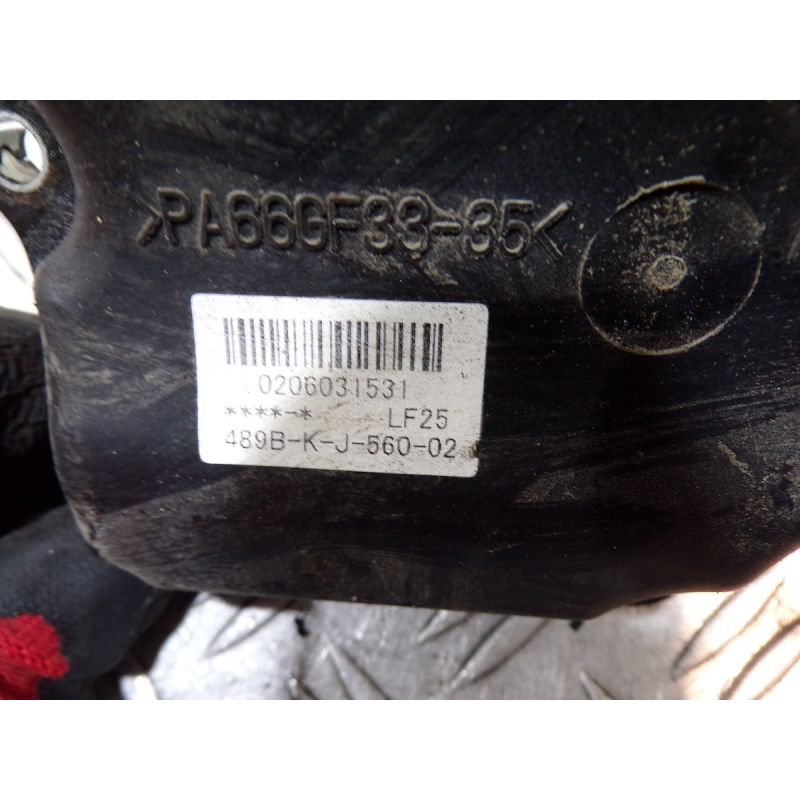 >PA66GF33-35<
0206031531
****-* LF25
489B-K-J-560-02